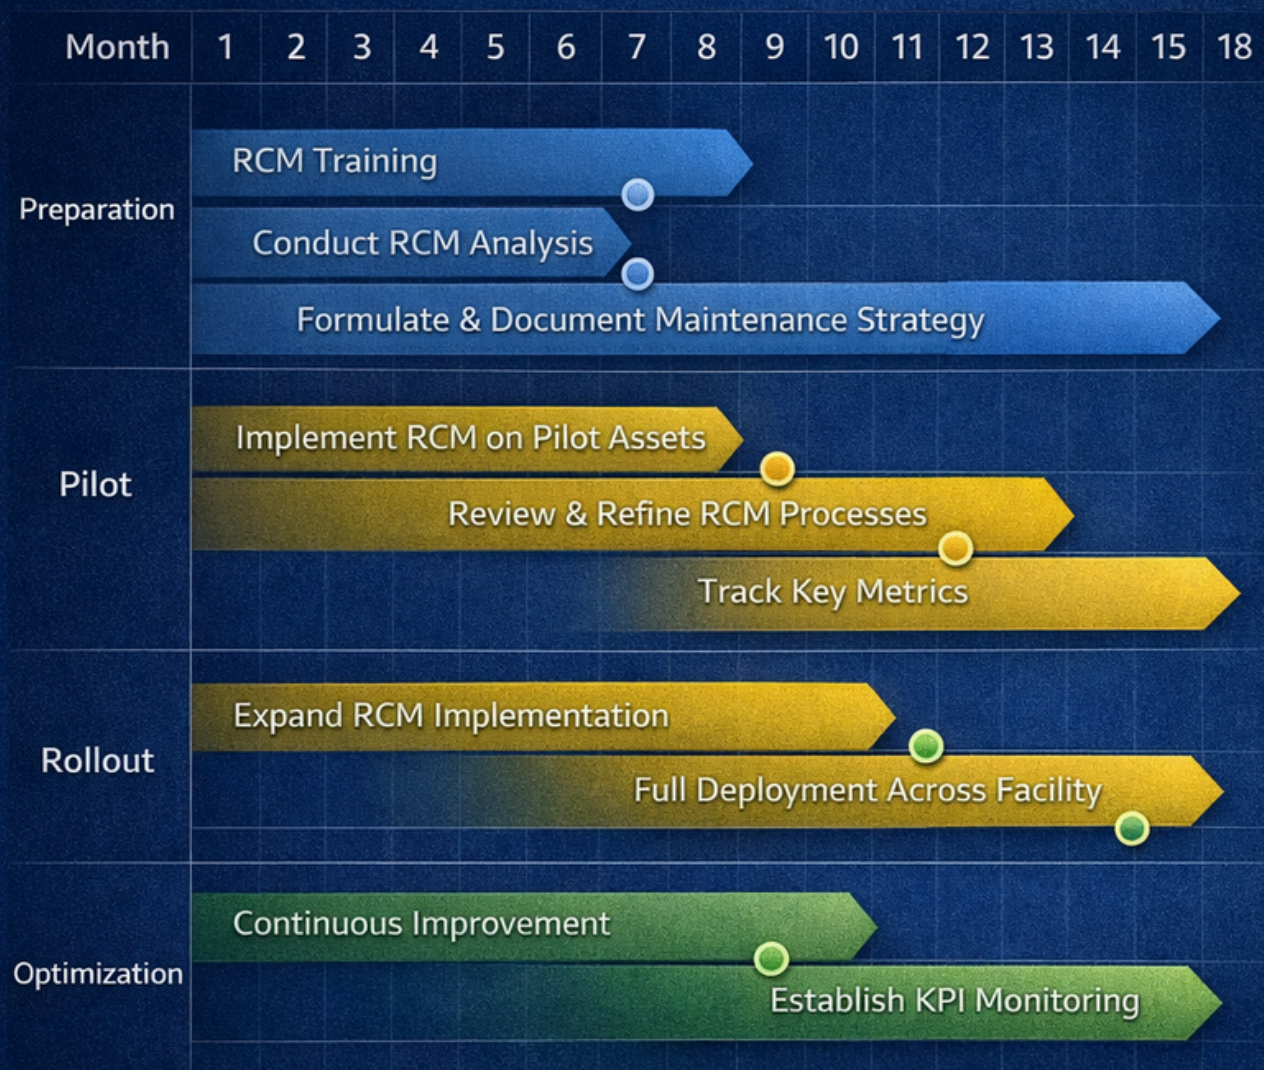 Month 1 2 3 4 5 6 7 8 9 10 11 12 13 14 15 18
Preparation
RCM Training
Conduct RCM Analysis
Formulate & Document Maintenance Strategy
Pilot
Implement RCM on Pilot Assets
Review & Refine RCM Processes
Track Key Metrics
Rollout
Expand RCM Implementation
Full Deployment Across Facility
Optimization
Continuous Improvement
Establish KPI Monitoring